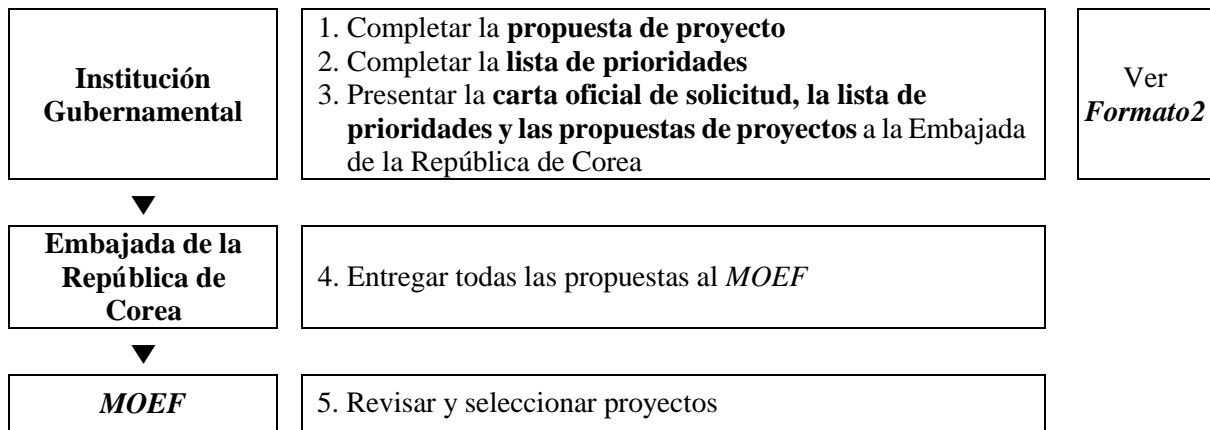 Institución
Gubernamental
1. Completar la propuesta de proyecto
2. Completar la lista de prioridades
3. Presentar la carta oficial de solicitud, la lista de
prioridades y las propuestas de proyectos a la Embajada
de la República de Corea
Ver
Formato2
▼
Embajada de la
República de
Corea
4. Entregar todas las propuestas al MOEF
▼
MOEF
5. Revisar y seleccionar proyectos